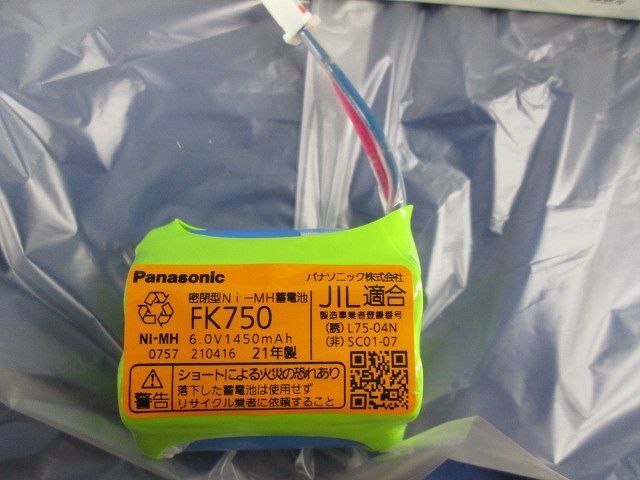 Panasonic
パナソニック株式会社
密閉型Ni-MH蓄電池
FK750
6.0V1450mAh
Ni-MH
0757 210416 21年製
JIL適合
製造事業者登録番号
(誘) L75-04N
(非) SC01-07
警告
ショートによる火災の恐れあり
落下した蓄電池は使用せず
リサイクル業者に依頼すること